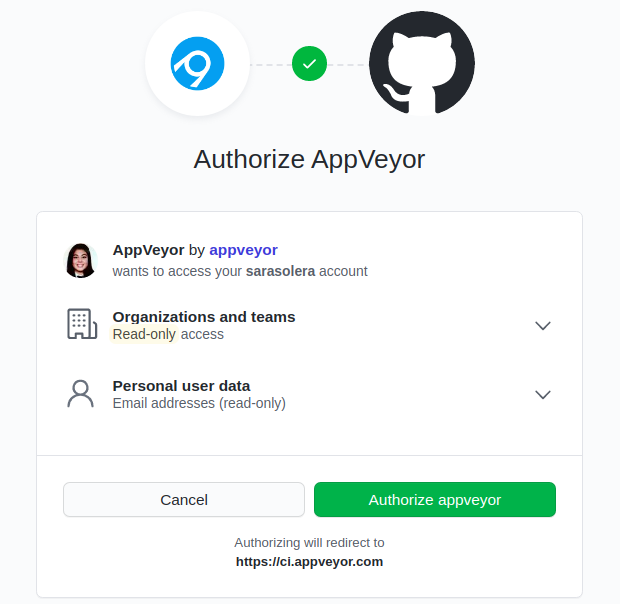 Authorize AppVeyor
AppVeyor by appveyor
wants to access your sarasolera account
Organizations and teams
Read-only access
Personal user data
Email addresses (read-only)
Cancel
Authorize appveyor
Authorizing will redirect to
https://ci.appveyor.com